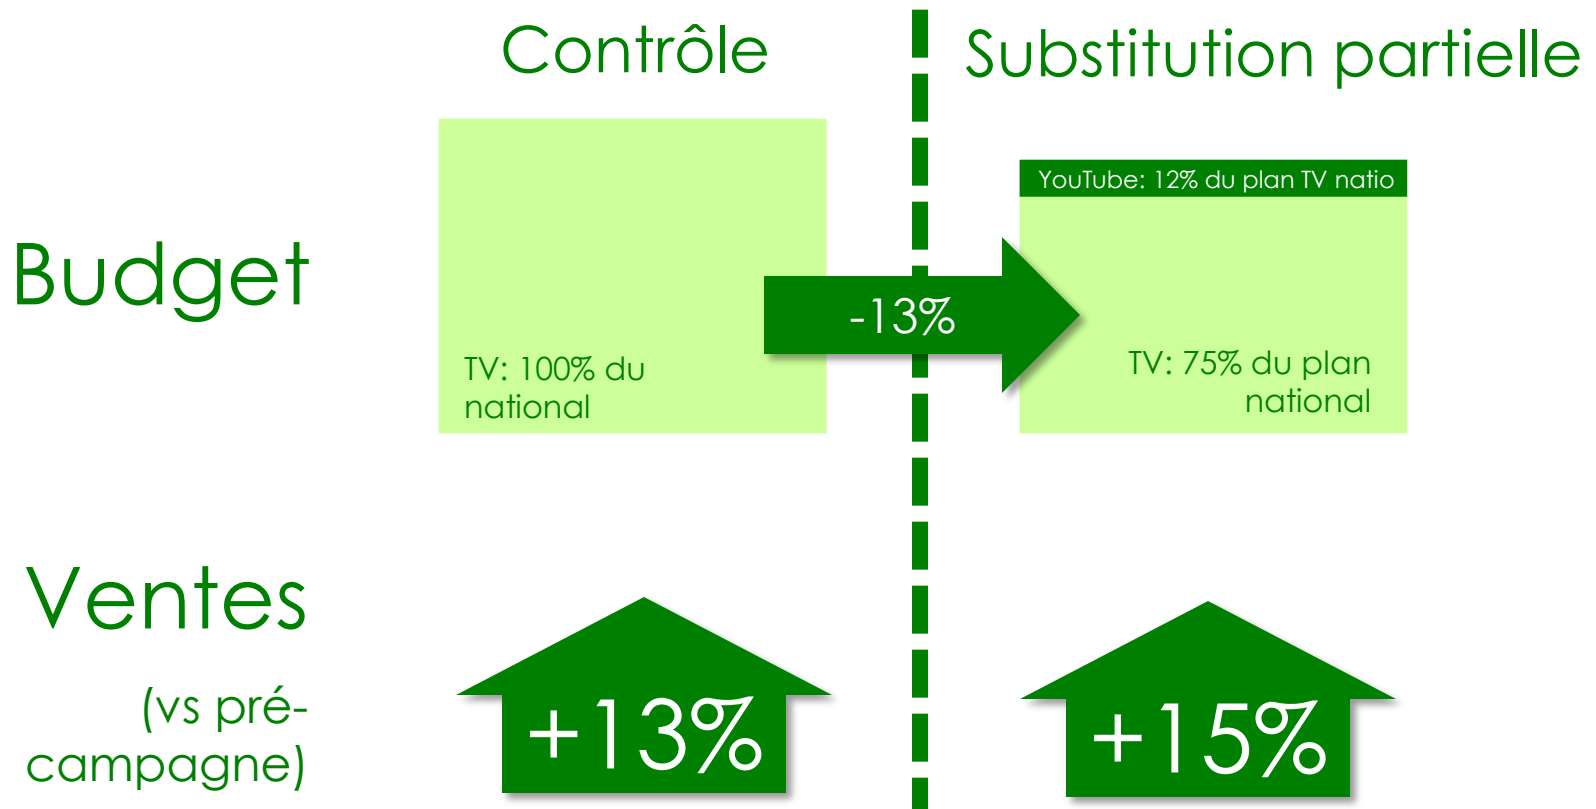 Contrôle
Substitution partielle
Budget
TV: 100% du
national
-13%
YouTube: 12% du plan TV natio
TV: 75% du plan
national
Ventes
(vs pré-
campagne)
+13%
+15%